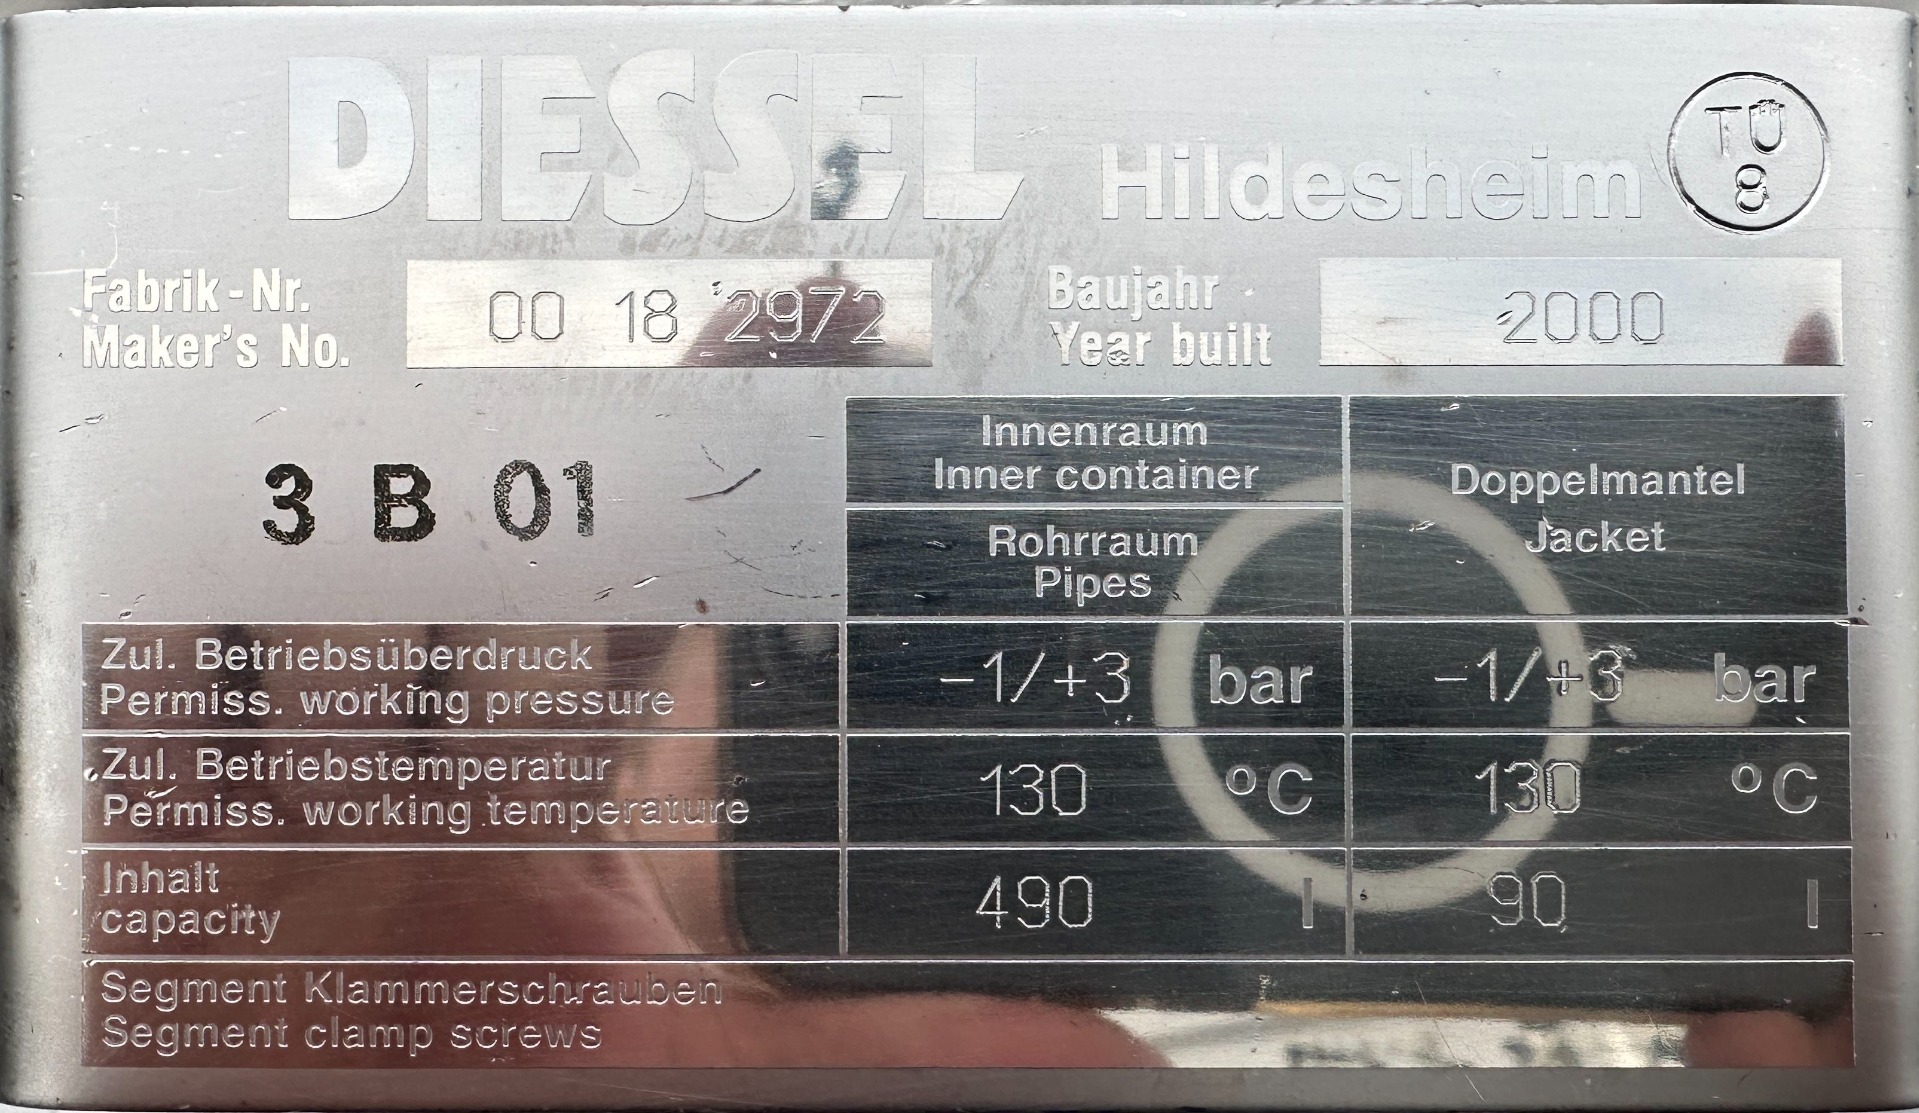 DIESSEL Hildesheim
TÜ
8
Fabrik-Nr.
Maker's No.
00 18 2972
Baujahr
Year built
2000
3 B 01
Innenraum
Inner container
Rohrraum
Pipes
Doppelmantel
Jacket
Zul. Betriebsüberdruck
Permiss. working pressure
-1/+3 bar
-1/+3 bar
Zul. Betriebstemperatur
Permiss. working temperature
130 °C
130 °C
Inhalt
capacity
490 l
90 l
Segment Klammerschrauben
Segment clamp screws